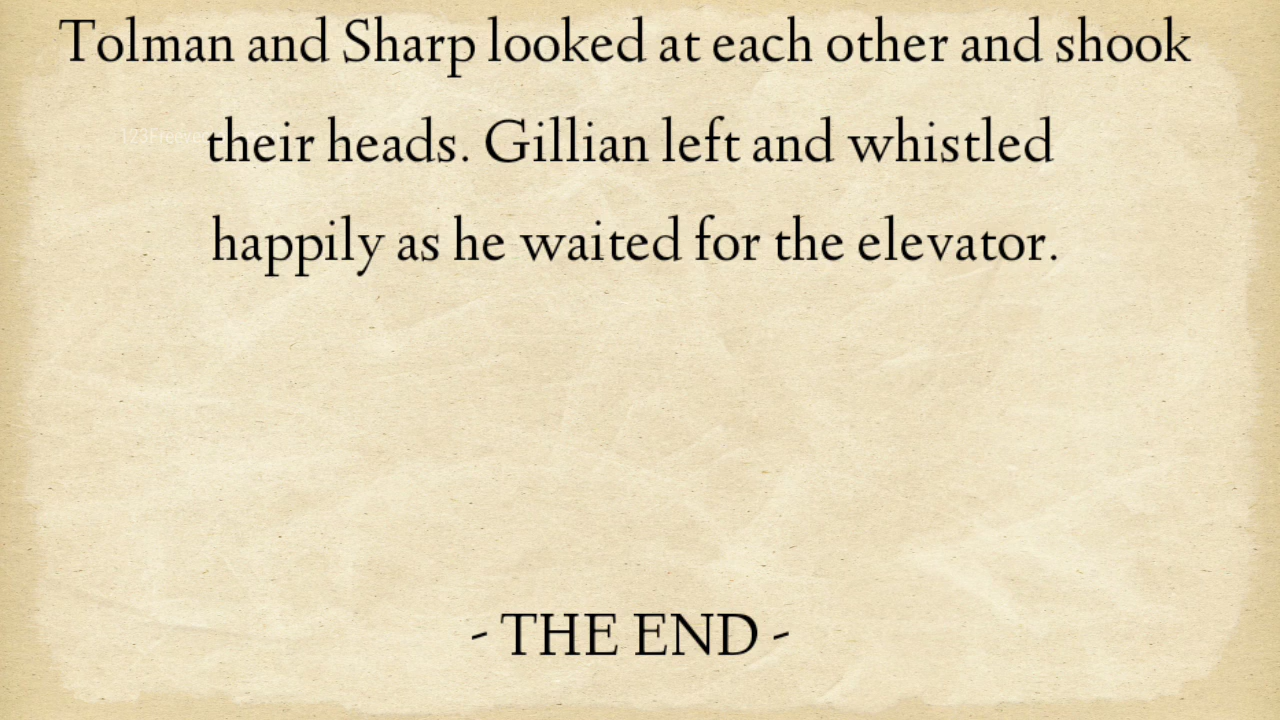 Tolman and Sharp looked at each other and shook
their heads. Gillian left and whistled
happily as he waited for the elevator.
- THE END -